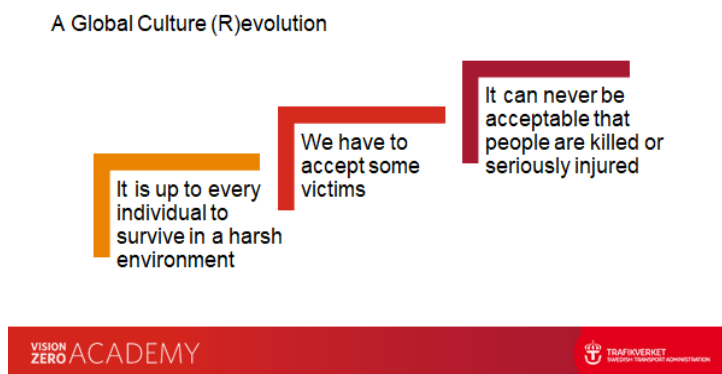 A Global Culture (R)evolution
It is up to every
individual to
survive in a harsh
environment
We have to
accept some
victims
It can never be
acceptable that
people are killed or
seriously injured
VISION
ZERO ACADEMY
TRAFIKVERKET
SWEDISH TRANSPORT ADMINISTRATION